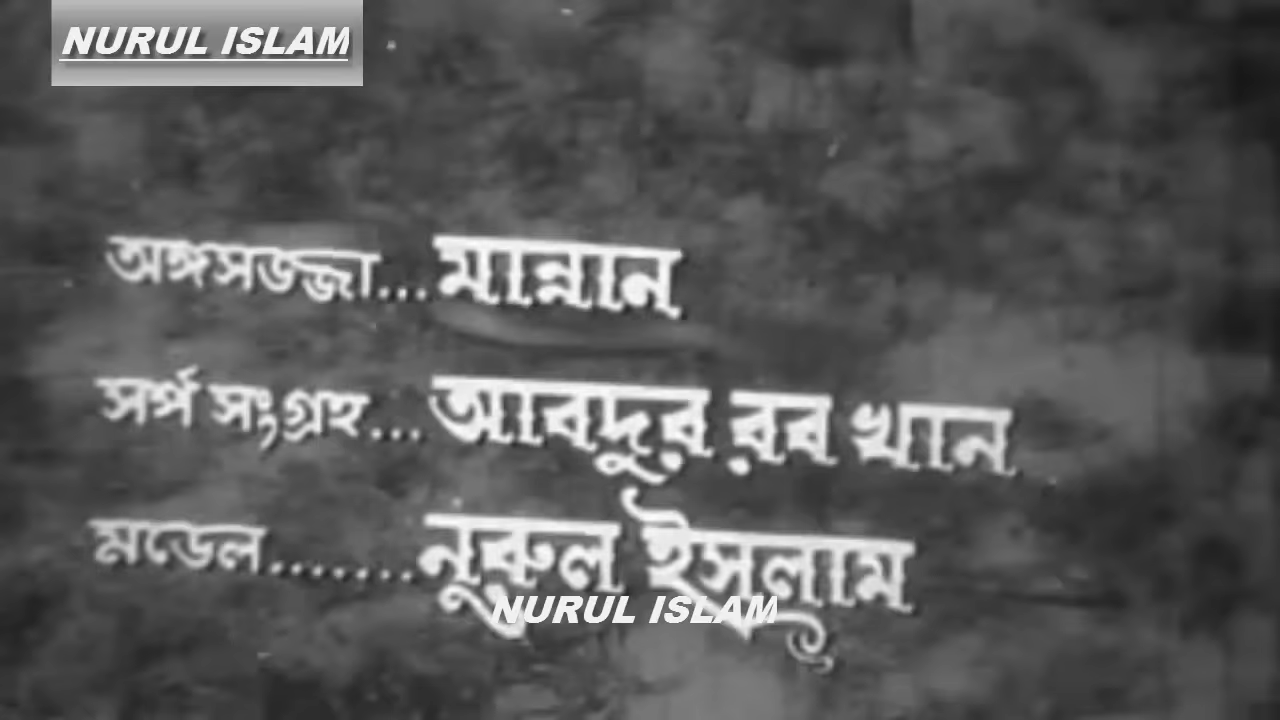 NURUL ISLAM
অঙ্গসজ্জা...মান্নান
সর্প সংগ্রহ...আবদুর রব খান
মডেল.......নূরুল ইসলাম
NURUL ISLAM